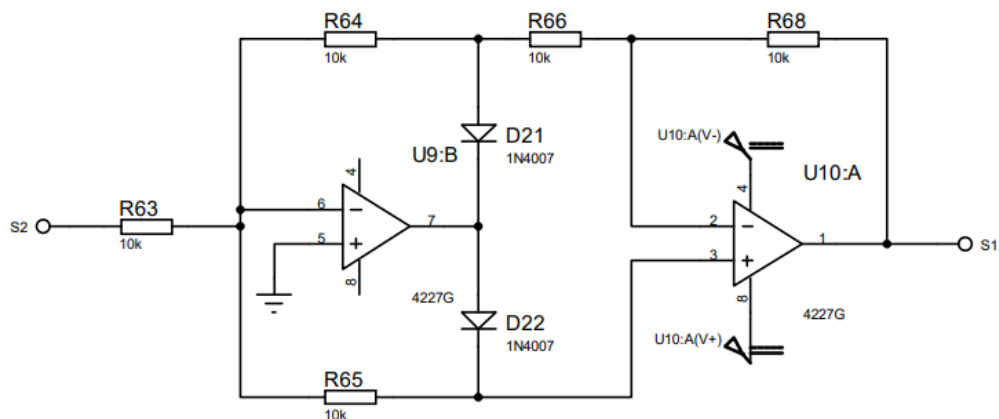 R64
10k
R66
10k
R68
10k
D21
1N4007
U9:B
U10:A(V-)
U10:A
4
4
S2
R63
10k
6
7
5
2
3
1
S1
8
4227G
D22
1N4007
8
4227G
U10:A(V+)
R65
10k